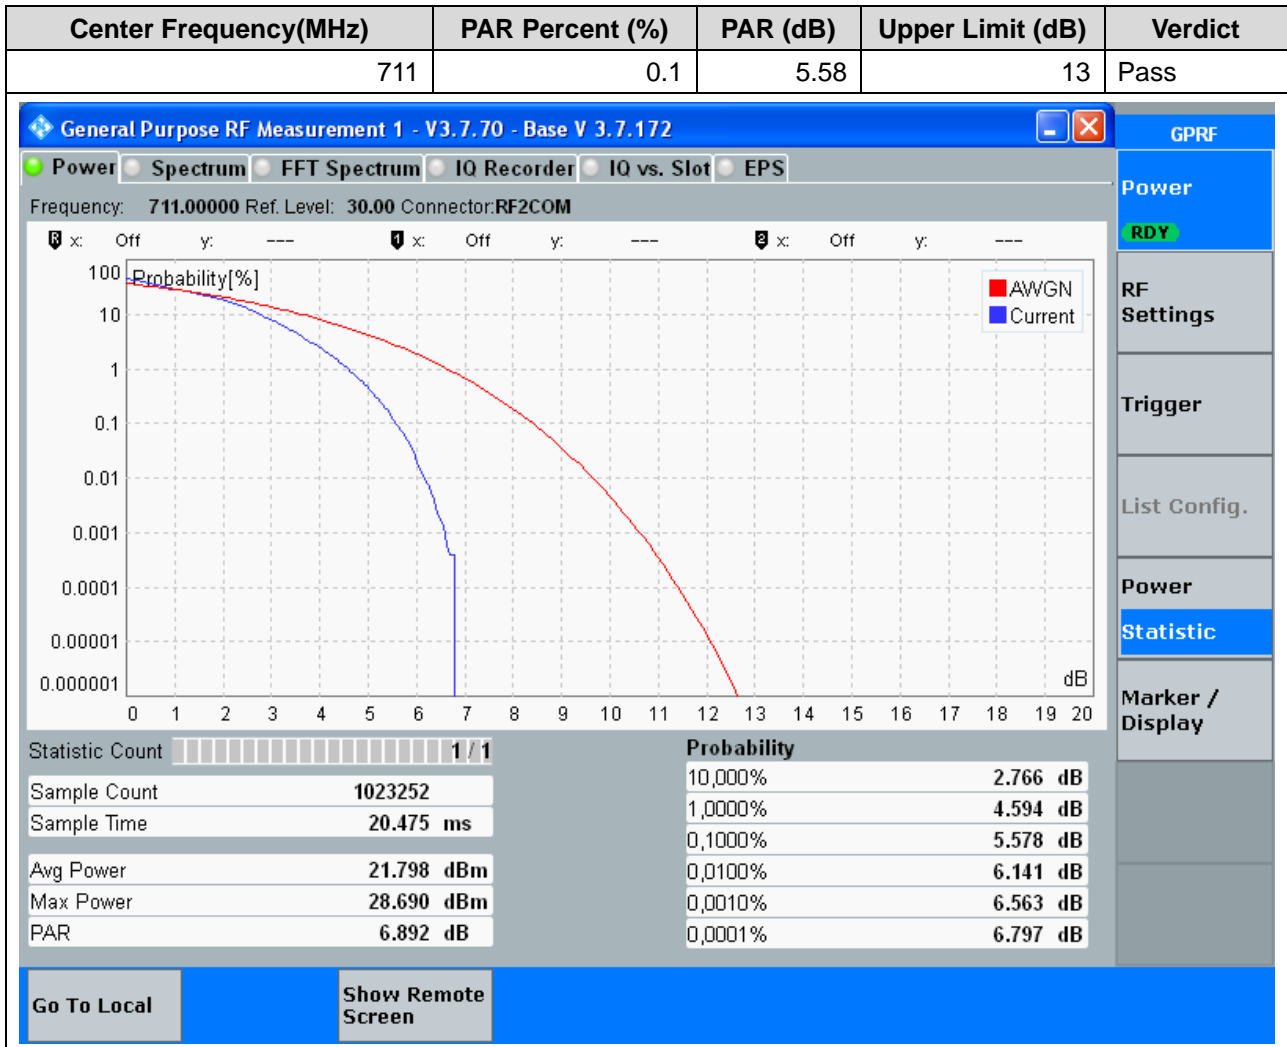 Center Frequency(MHz) PAR Percent (%) PAR (dB) Upper Limit (dB) Verdict
711 0.1 5.58 13 Pass
General Purpose RF Measurement 1 - V3.7.70 - Base V 3.7.172
GPRF
Power Spectrum FFT Spectrum IQ Recorder IQ vs. Slot EPS
Power
RDY
Frequency: 711.00000 Ref. Level: 30.00 Connector:RF2COM
R x: Off y: --- 1 x: Off y: --- 2 x: Off y: ---
Probability[%]
AWGN
Current
100
10
1
0.1
0.01
0.001
0.0001
0.00001
0.000001
dB
0 1 2 3 4 5 6 7 8 9 10 11 12 13 14 15 16 17 18 19 20
RF
Settings
Trigger
List Config.
Power
Statistic
Marker /
Display
Statistic Count 1 / 1
Sample Count 1023252
Sample Time 20.475 ms
Avg Power 21.798 dBm
Max Power 28.690 dBm
PAR 6.892 dB
Probability
10,000% 2.766 dB
1,0000% 4.594 dB
0,1000% 5.578 dB
0,0100% 6.141 dB
0,0010% 6.563 dB
0,0001% 6.797 dB
Go To Local
Show Remote
Screen